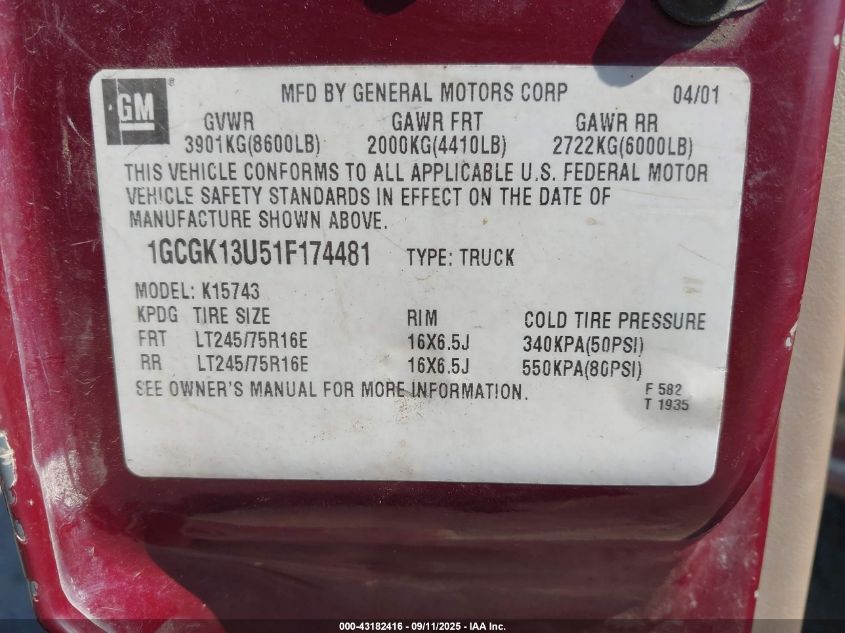 GM ® MFD BY GENERAL MOTORS CORP 04/01
GVWR GAWR FRT GAWR RR
3901KG(8600LB) 2000KG(4410LB) 2722KG(6000LB)
THIS VEHICLE CONFORMS TO ALL APPLICABLE U.S. FEDERAL MOTOR
VEHICLE SAFETY STANDARDS IN EFFECT ON THE DATE OF
MANUFACTURE SHOWN ABOVE.
1GCGK13U51F174481 TYPE: TRUCK
MODEL: K15743
KPDG TIRE SIZE RIM COLD TIRE PRESSURE
FRT LT245/75R16E 16X6.5J 340KPA(50PSI)
RR LT245/75R16E 16X6.5J 550KPA(80PSI)
SEE OWNER'S MANUAL FOR MORE INFORMATION. F 582
T 1935
000-43182416 - 09/11/2025 - IAA Inc.